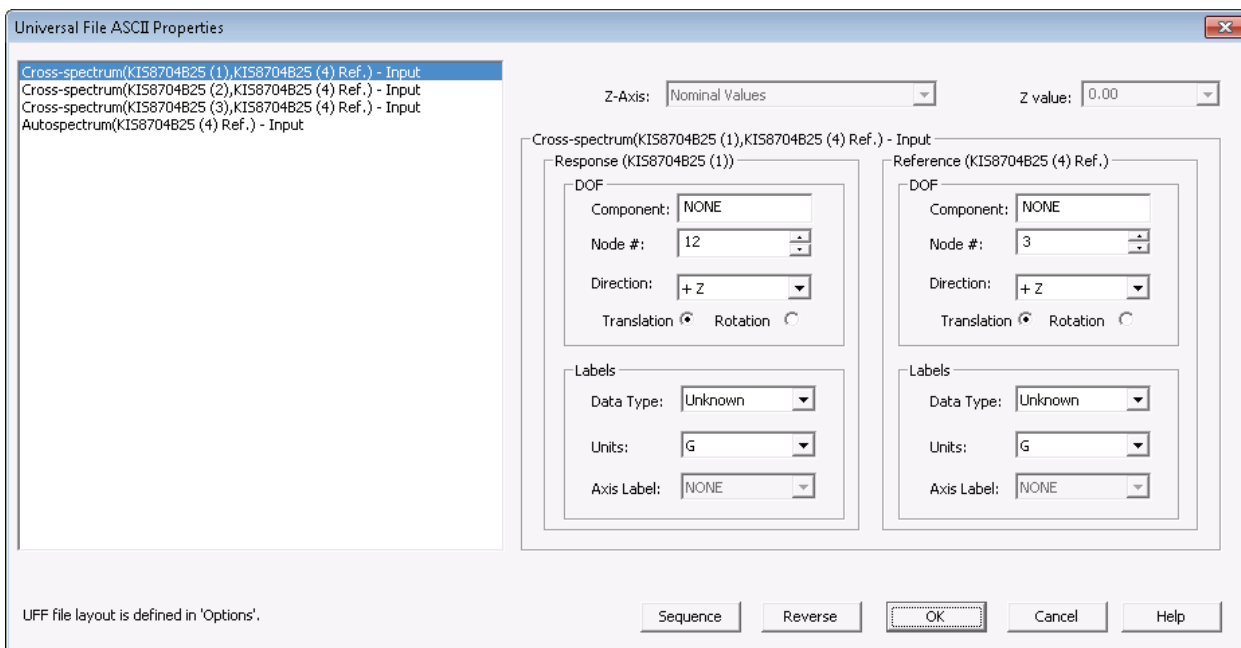 Universal File ASCII Properties
Cross-spectrum(KIS8704B25 (1),KIS8704B25 (4) Ref.) - Input
Cross-spectrum(KIS8704B25 (2),KIS8704B25 (4) Ref.) - Input
Cross-spectrum(KIS8704B25 (3),KIS8704B25 (4) Ref.) - Input
Autospectrum(KIS8704B25 (4) Ref.) - Input
Z-Axis: Nominal Values Z value: 0.00
Cross-spectrum(KIS8704B25 (1),KIS8704B25 (4) Ref.) - Input
Response (KIS8704B25 (1)) Reference (KIS8704B25 (4) Ref.)
DOF DOF
Component: NONE Component: NONE
Node #: 12 Node #: 3
Direction: + Z Direction: + Z
Translation Rotation Translation Rotation
Labels Labels
Data Type: Unknown Data Type: Unknown
Units: G Units: G
Axis Label: NONE Axis Label: NONE
UFF file layout is defined in 'Options'. Sequence Reverse OK Cancel Help